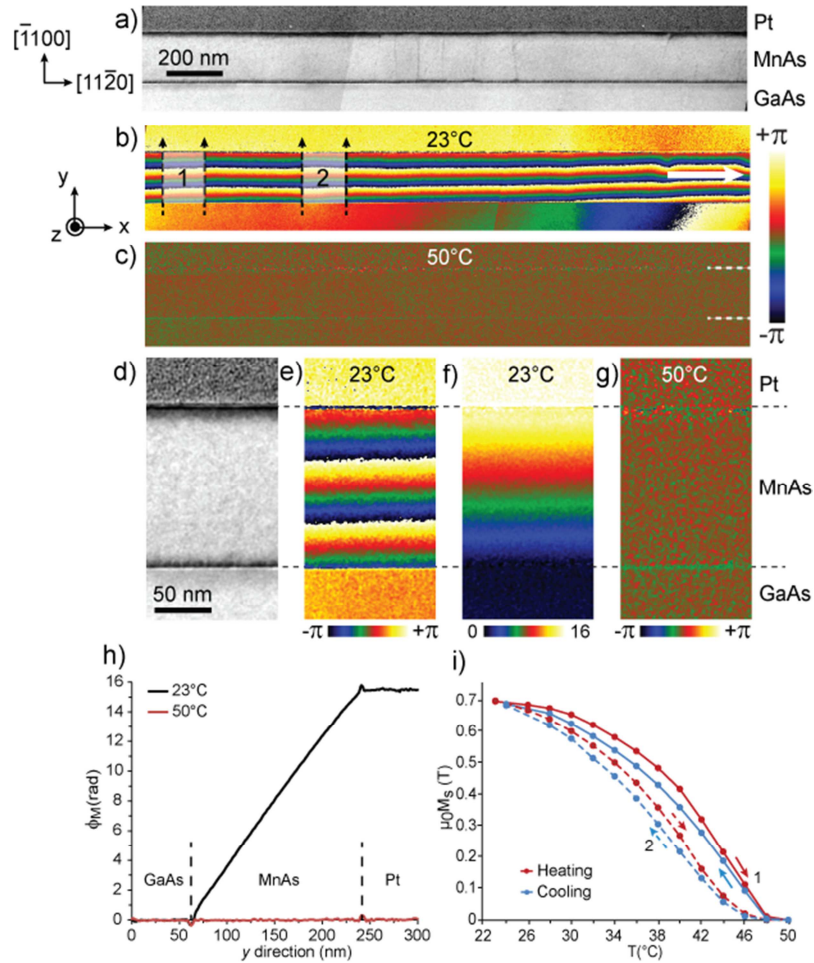 a)
[1̄100]
[112̄0]
200 nm
Pt
MnAs
GaAs
b)
23°C
1
2
+π
-π
y
z
x
c)
50°C
d)
e)
23°C
f)
23°C
g)
50°C
Pt
MnAs
GaAs
50 nm
-π +π
0 16
-π +π
h)
16
14
12
10
8
6
4
2
0
ϕM(rad)
23°C
50°C
GaAs MnAs Pt
0 50 100 150 200 250 300
y direction (nm)
i)
0.7
0.6
0.5
0.4
0.3
0.2
0.1
0
μ0Ms (T)
2
1
Heating
Cooling
22 26 30 34 38 42 46 50
T(°C)